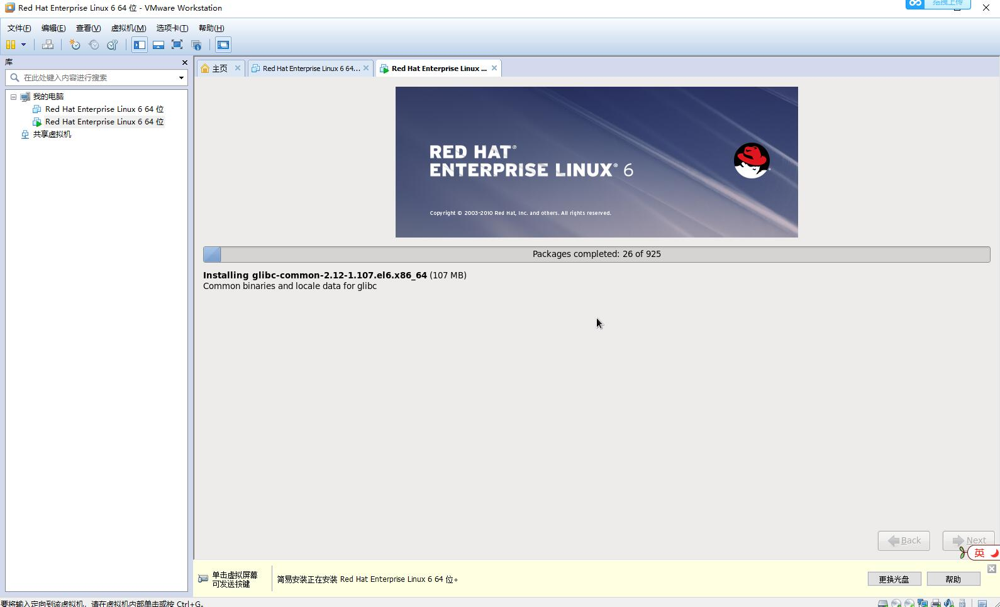 Red Hat Enterprise Linux 6 64 位 - VMware Workstation
拖拽上传
文件(F) 编辑(E) 查看(V) 虚拟机(M) 选项卡(T) 帮助(H)
库
在此处键入内容进行搜索
我的电脑
Red Hat Enterprise Linux 6 64 位
Red Hat Enterprise Linux 6 64 位
共享虚拟机
主页
Red Hat Enterprise Linux 6 64...
Red Hat Enterprise Linux ...
RED HAT®
ENTERPRISE LINUX® 6
Copyright © 2003-2010 Red Hat, Inc. and others. All rights reserved.
Packages completed: 26 of 925
Installing glibc-common-2.12-1.107.el6.x86_64 (107 MB)
Common binaries and locale data for glibc
Back
Next
英
单击虚拟屏幕
可发送按键
简易安装正在安装 Red Hat Enterprise Linux 6 64 位。
更换光盘
帮助
要将输入定向到该虚拟机，请在虚拟机内部单击或按 Ctrl+G。